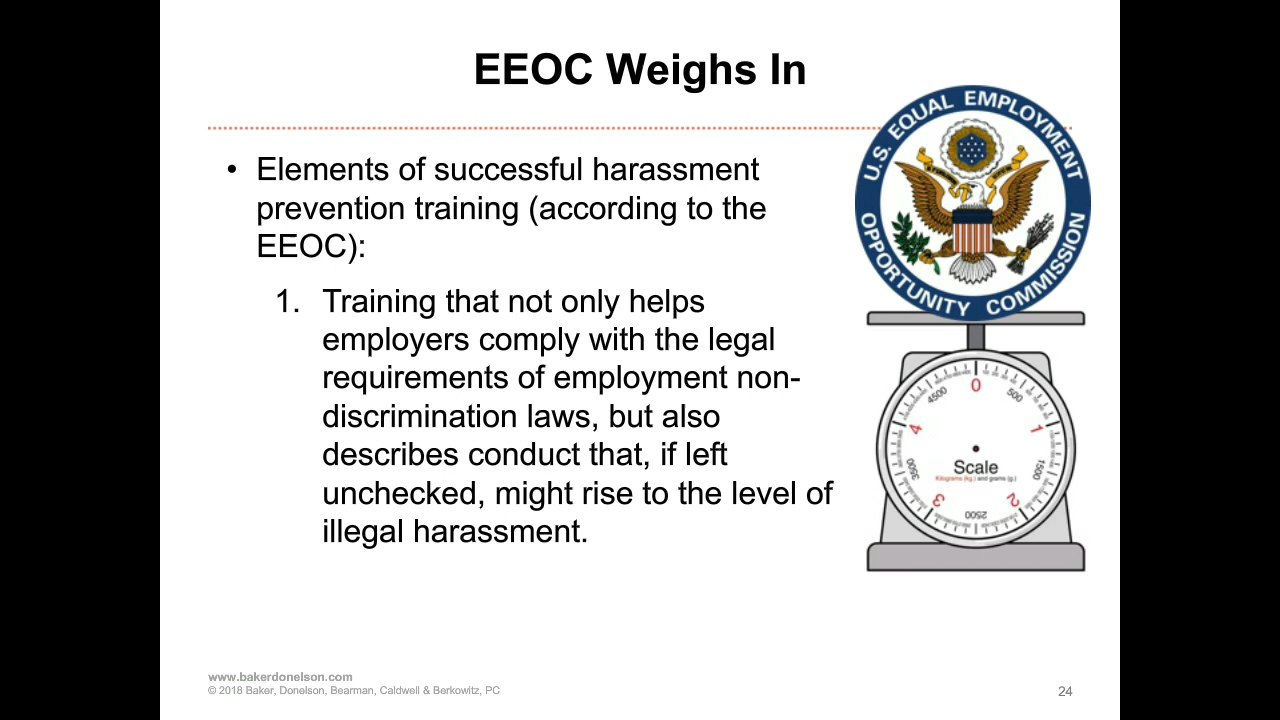 EEOC Weighs In
• Elements of successful harassment
prevention training (according to the
EEOC):
1. Training that not only helps
employers comply with the legal
requirements of employment non-
discrimination laws, but also
describes conduct that, if left
unchecked, might rise to the level of
illegal harassment.
U.S. EQUAL EMPLOYMENT
OPPORTUNITY COMMISSION
0
500
1
1500
2
2500
3
3500
4
4500
Scale
Kilograms (kg.) and grams (g.)
www.bakerdonelson.com
© 2018 Baker, Donelson, Bearman, Caldwell & Berkowitz, PC
24